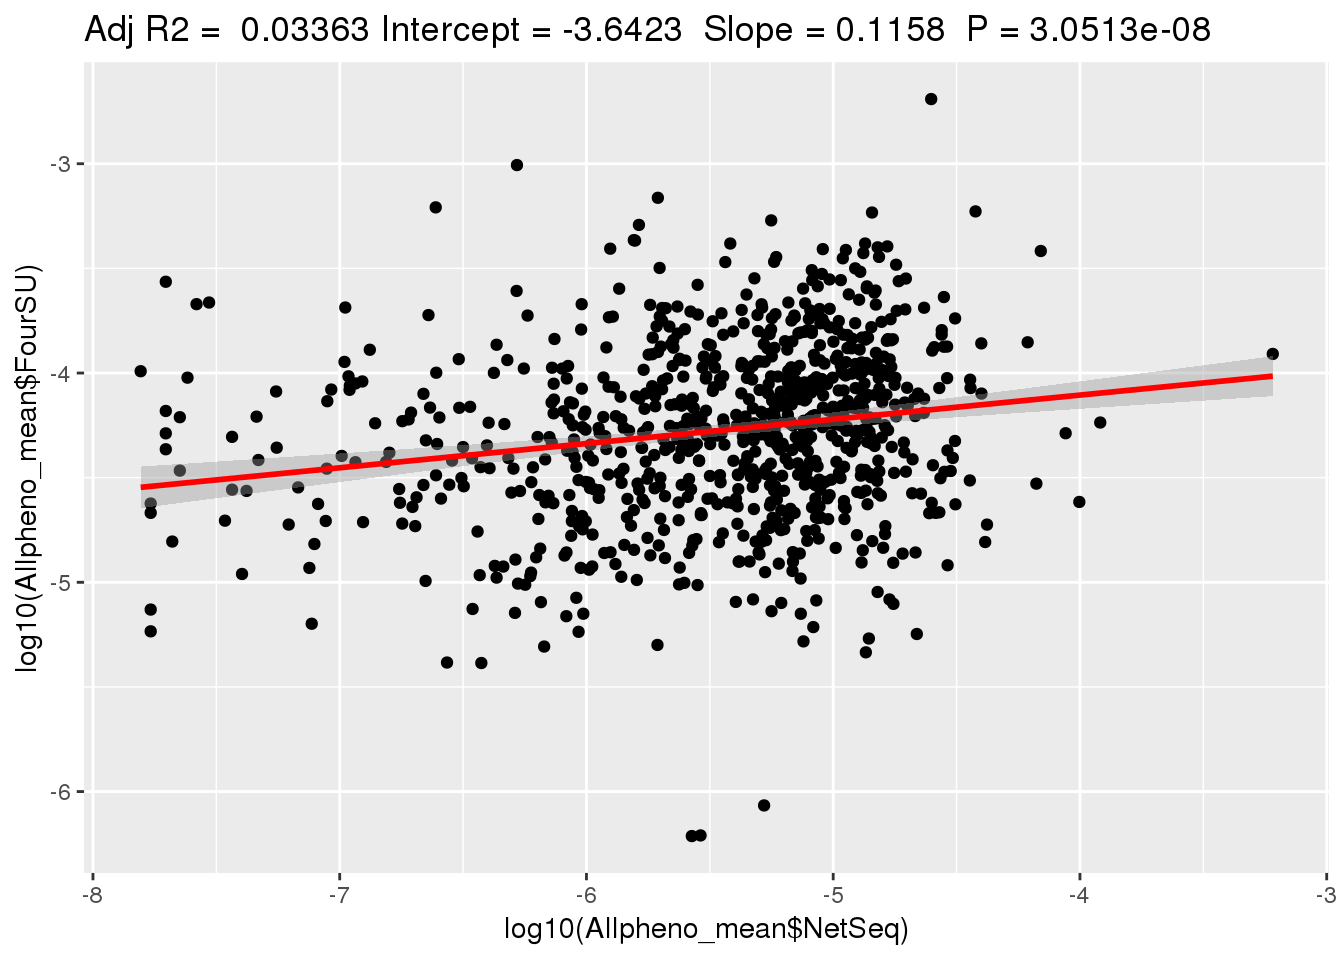 Adj R2 =  0.03363 Intercept = -3.6423  Slope = 0.1158  P = 3.0513e-08
log10(Allpheno_mean$FourSU)
-3
-4
-5
-6
-8 -7 -6 -5 -4 -3
log10(Allpheno_mean$NetSeq)